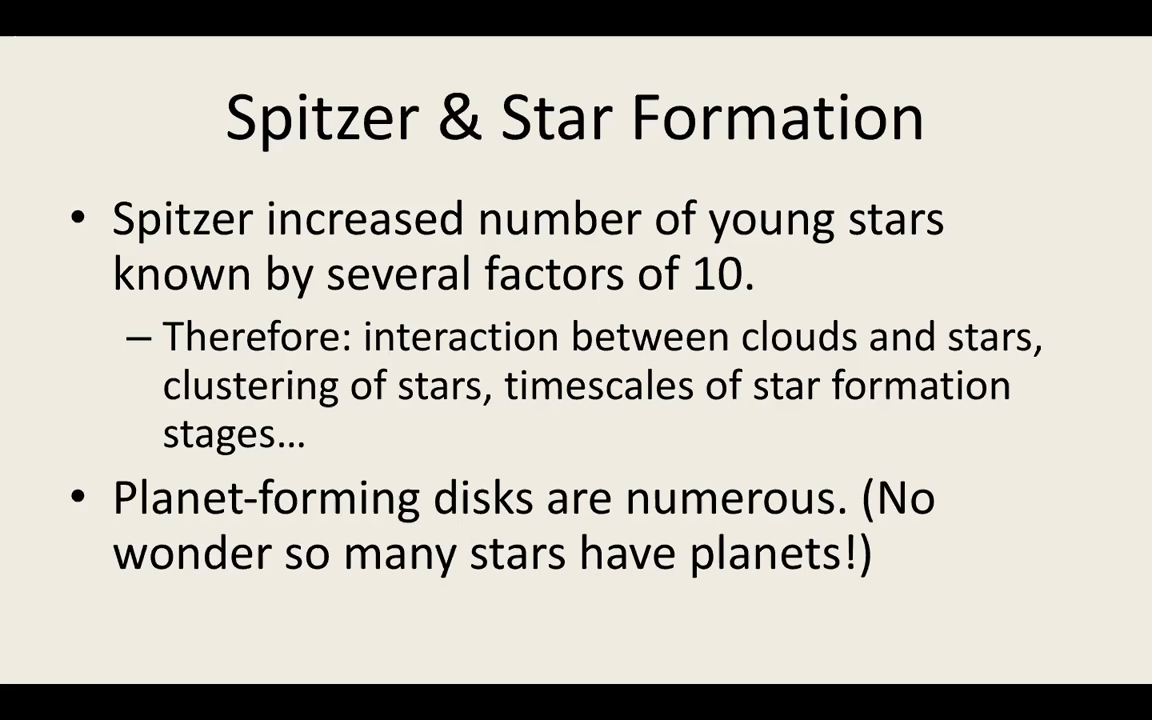 Spitzer & Star Formation
• Spitzer increased number of young stars
known by several factors of 10.
– Therefore: interaction between clouds and stars,
clustering of stars, timescales of star formation
stages…
• Planet-forming disks are numerous. (No
wonder so many stars have planets!)